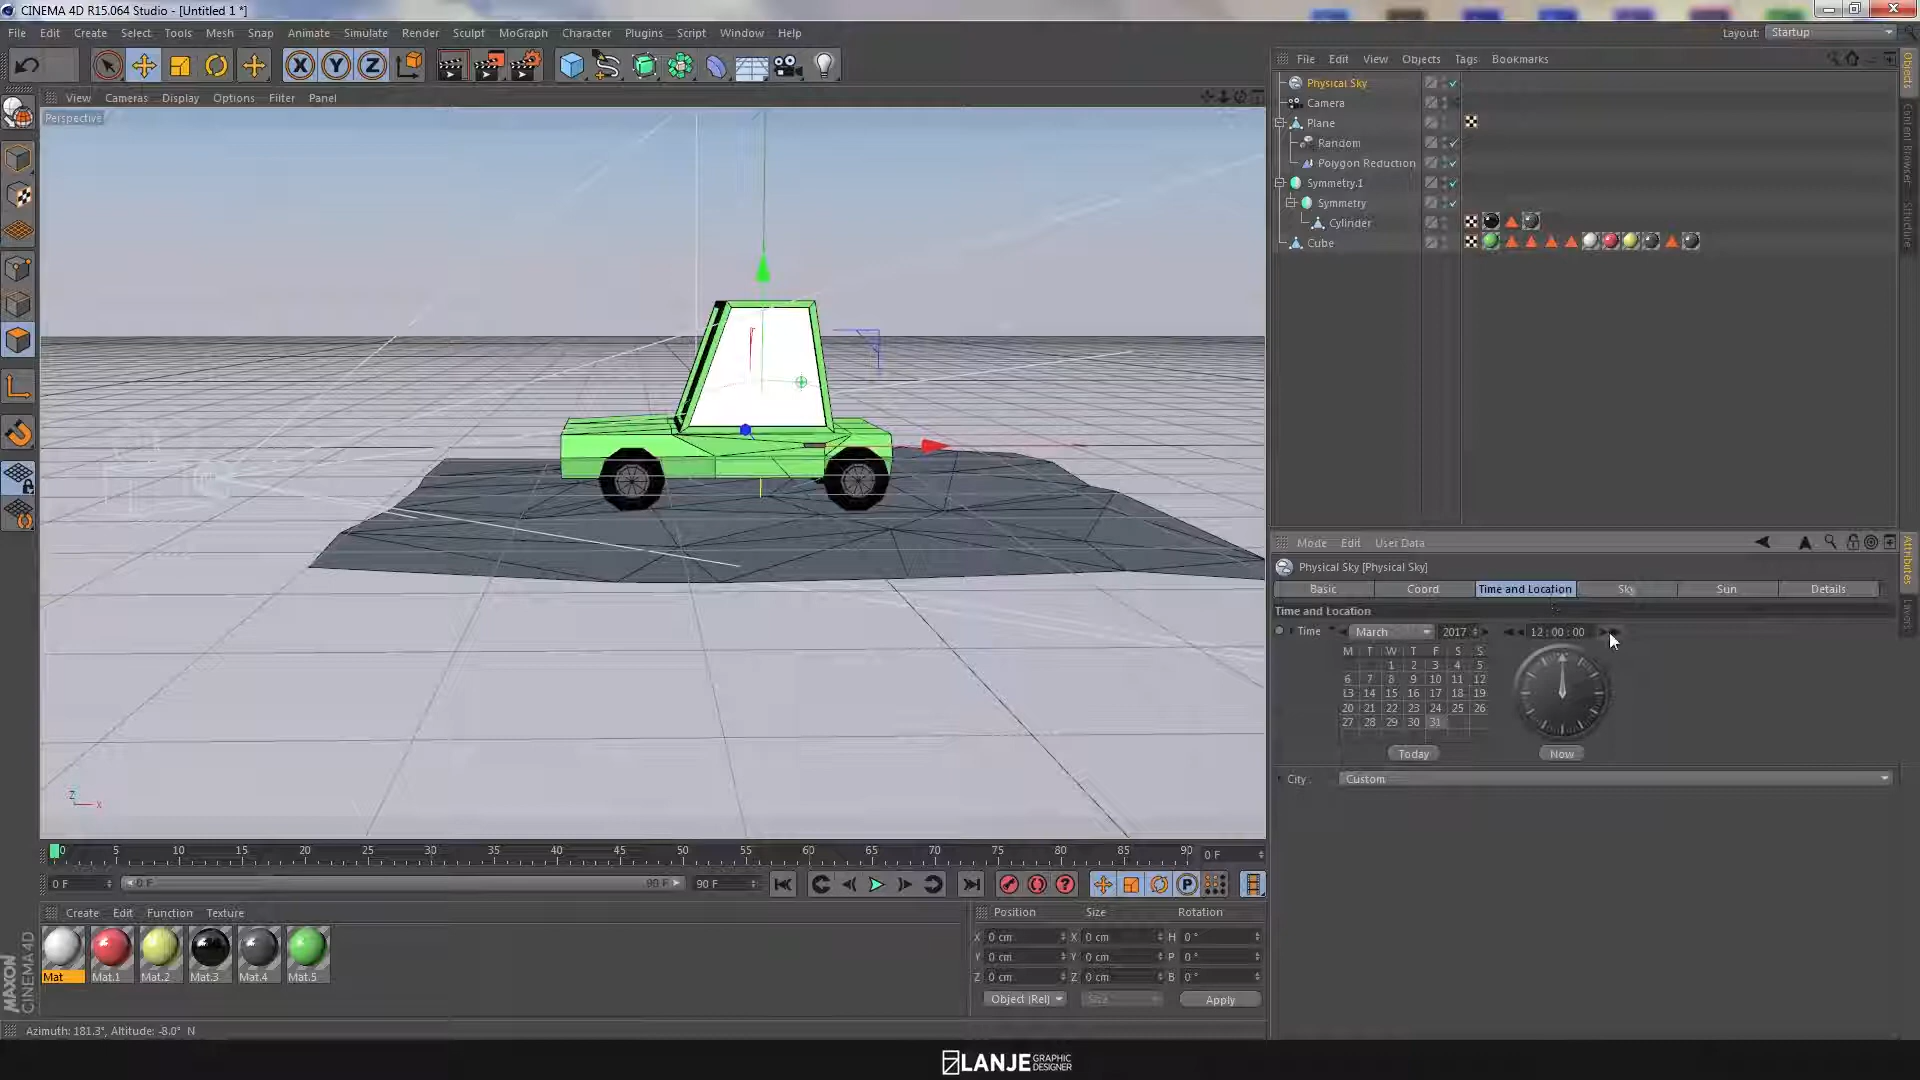 CINEMA 4D R15.064 Studio - [Untitled 1 *]
File Edit Create Select Tools Mesh Snap Animate Simulate Render Sculpt MoGraph Character Plugins Script Window Help
Layout: Startup
File Edit View Objects Tags Bookmarks
View Cameras Display Options Filter Panel
Perspective
Physical Sky
Camera
Plane
Random
Polygon Reduction
Symmetry.1
Symmetry
Cylinder
Cube
Objects
Content Browser
Structure
Mode Edit User Data
Physical Sky [Physical Sky]
Basic Coord Time and Location Sky Sun Details
Time and Location
Time March 2017 12 : 00 : 00
M T W T F S S
1 2 3 4 5
6 7 8 9 10 11 12
13 14 15 16 17 18 19
20 21 22 23 24 25 26
27 28 29 30 31
Today Now
City Custom
Attributes
Layers
Z X
0 5 10 15 20 25 30 35 40 45 50 55 60 65 70 75 80 85 90 0 F
0 F 0 F 90 F 90 F
Create Edit Function Texture
Mat Mat.1 Mat.2 Mat.3 Mat.4 Mat.5
Position Size Rotation
X 0 cm X 0 cm H 0 °
Y 0 cm Y 0 cm P 0 °
Z 0 cm Z 0 cm B 0 °
Object (Rel) Size Apply
MAXON
CINEMA 4D
Azimuth: 181.3°, Altitude: -8.0° N
LANJE GRAPHIC DESIGNER